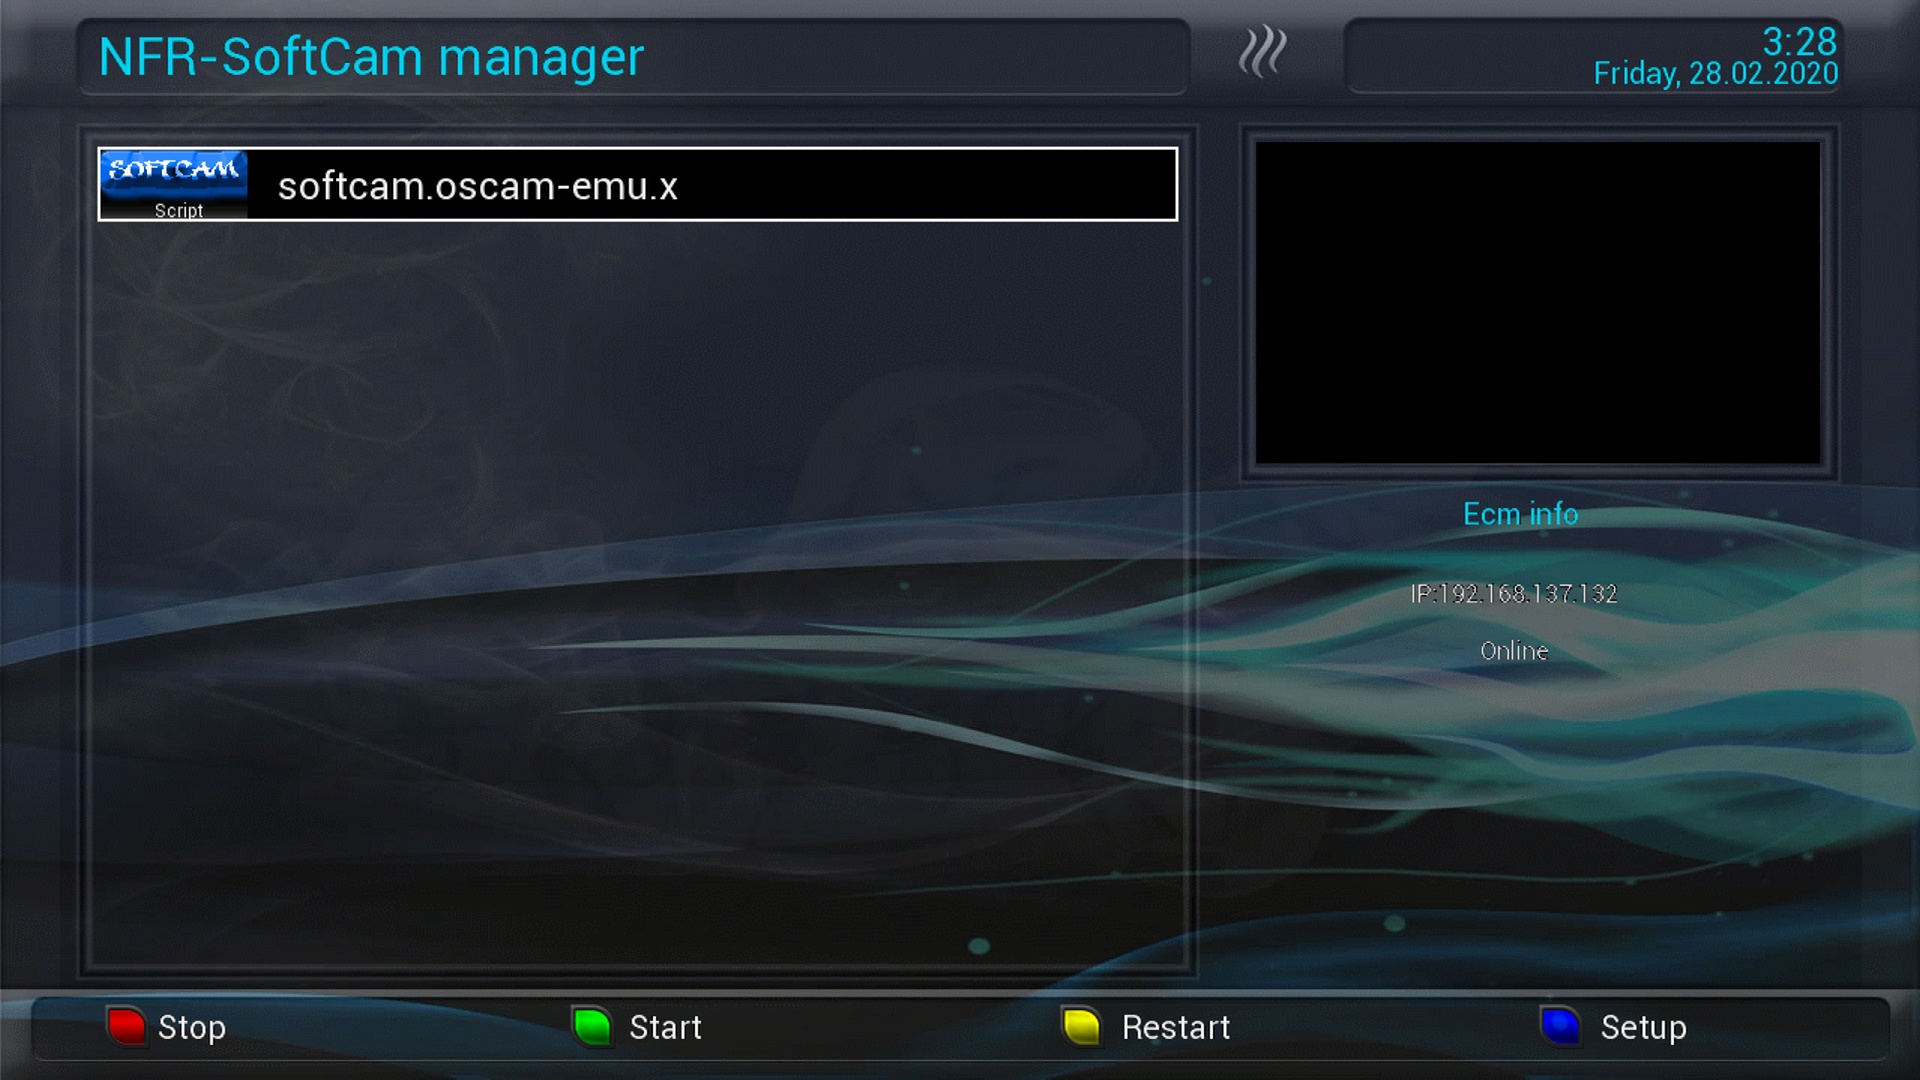 NFR-SoftCam manager
3:28
Friday, 28.02.2020
SOFTCAM
Script
softcam.oscam-emu.x
Ecm info
IP:192.168.137.132
Online
Stop
Start
Restart
Setup